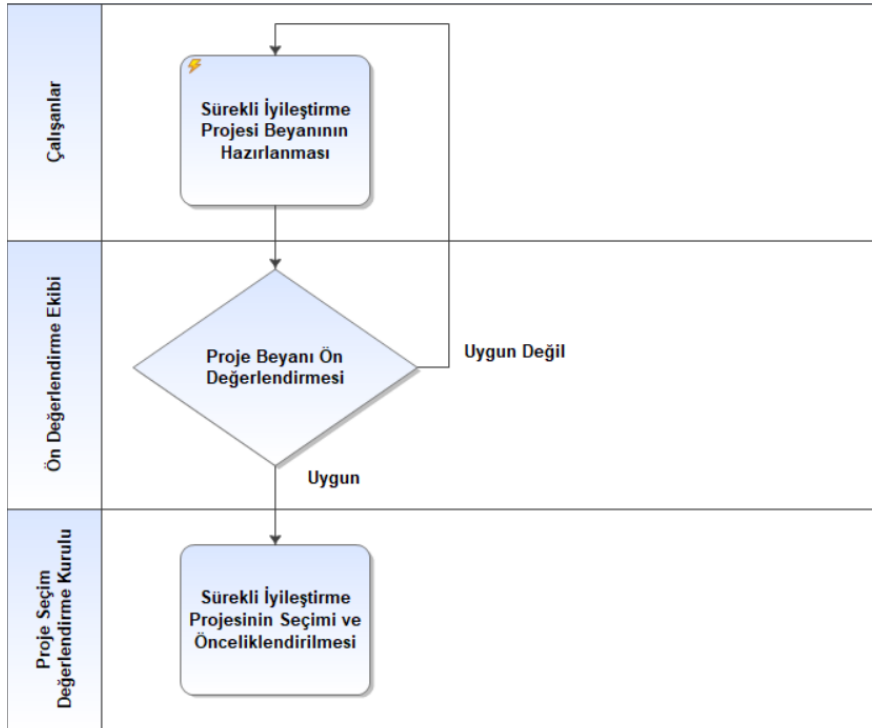 Çalışanlar
Sürekli İyileştirme
Projesi Beyanının
Hazırlanması
Ön Değerlendirme Ekibi
Proje Beyanı Ön
Değerlendirmesi
Uygun Değil
Uygun
Proje Seçim
Değerlendirme Kurulu
Sürekli İyileştirme
Projesinin Seçimi ve
Önceliklendirilmesi